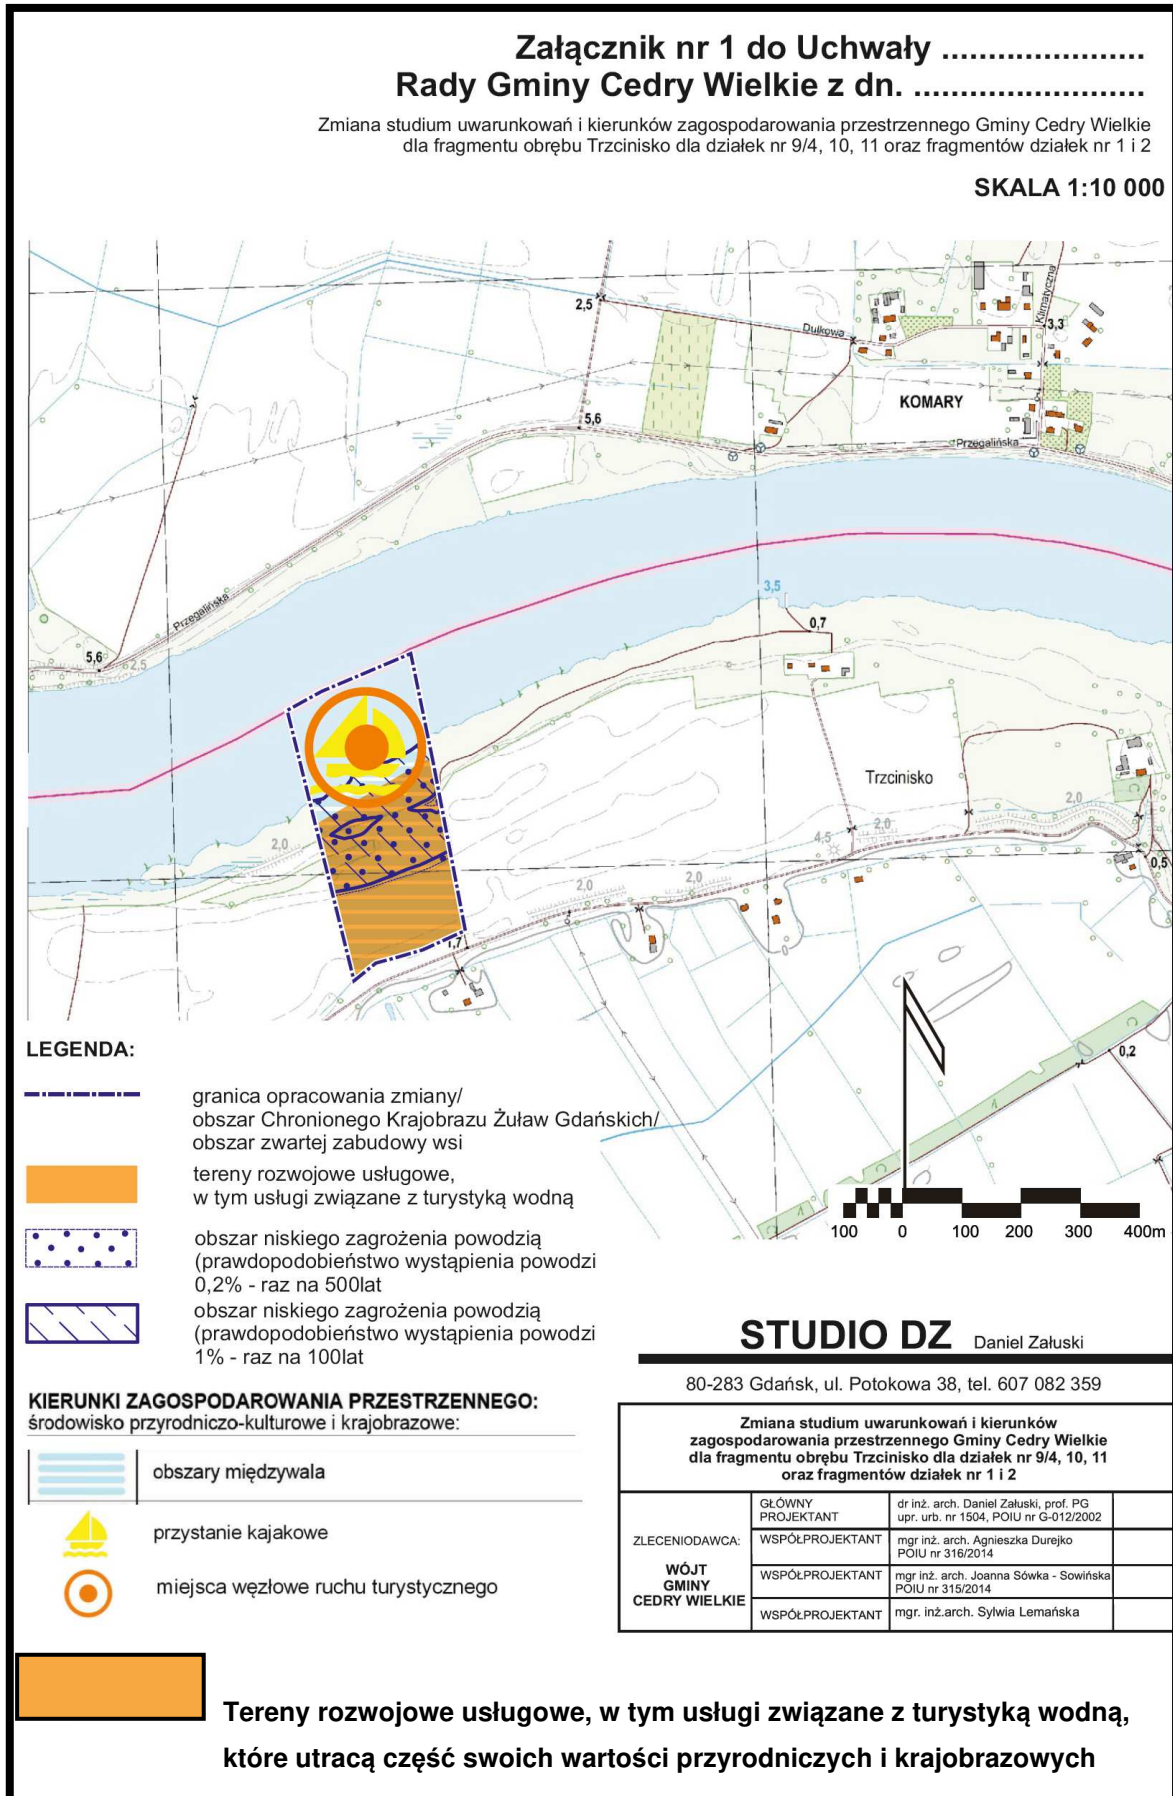 Załącznik nr 1 do Uchwały ......................
Rady Gminy Cedry Wielkie z dn. .........................
Zmiana studium uwarunkowań i kierunków zagospodarowania przestrzennego Gminy Cedry Wielkie
dla fragmentu obrębu Trzcinisko dla działek nr 9/4, 10, 11 oraz fragmentów działek nr 1 i 2
SKALA 1:10 000
2,5
Dulkowa
Klimatyczna
3,3
KOMARY
5,6
Przegalińska
3,5
Przegalińska
0,7
5,6
2,5
Trzcinisko
2,0
2,0
4,5
2,0
0,5
2,0
2,0
1,7
0,2
LEGENDA:
granica opracowania zmiany/
obszar Chronionego Krajobrazu Żuław Gdańskich/
obszar zwartej zabudowy wsi
tereny rozwojowe usługowe,
w tym usługi związane z turystyką wodną
obszar niskiego zagrożenia powodzią
(prawdopodobieństwo wystąpienia powodzi
0,2% - raz na 500lat
obszar niskiego zagrożenia powodzią
(prawdopodobieństwo wystąpienia powodzi
1% - raz na 100lat
100 0 100 200 300 400m
KIERUNKI ZAGOSPODAROWANIA PRZESTRZENNEGO:
środowisko przyrodniczo-kulturowe i krajobrazowe:
obszary międzywala
przystanie kajakowe
miejsca węzłowe ruchu turystycznego
STUDIO DZ Daniel Załuski
80-283 Gdańsk, ul. Potokowa 38, tel. 607 082 359
Zmiana studium uwarunkowań i kierunków
zagospodarowania przestrzennego Gminy Cedry Wielkie
dla fragmentu obrębu Trzcinisko dla działek nr 9/4, 10, 11
oraz fragmentów działek nr 1 i 2
ZLECENIODAWCA:
WÓJT
GMINY
CEDRY WIELKIE
GŁÓWNY
PROJEKTANT
dr inż. arch. Daniel Załuski, prof. PG
upr. urb. nr 1504, POIU nr G-012/2002
WSPÓŁPROJEKTANT
mgr inż. arch. Agnieszka Durejko
POIU nr 316/2014
WSPÓŁPROJEKTANT
mgr inż. arch. Joanna Sówka - Sowińska
POIU nr 315/2014
WSPÓŁPROJEKTANT
mgr. inż.arch. Sylwia Lemańska
Tereny rozwojowe usługowe, w tym usługi związane z turystyką wodną,
które utracą część swoich wartości przyrodniczych i krajobrazowych